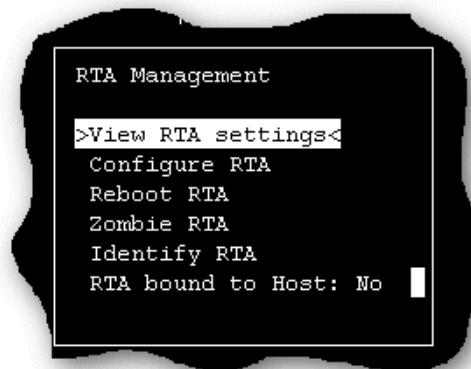 RTA Management
>View RTA settings<
Configure RTA
Reboot RTA
Zombie RTA
Identify RTA
RTA bound to Host: No